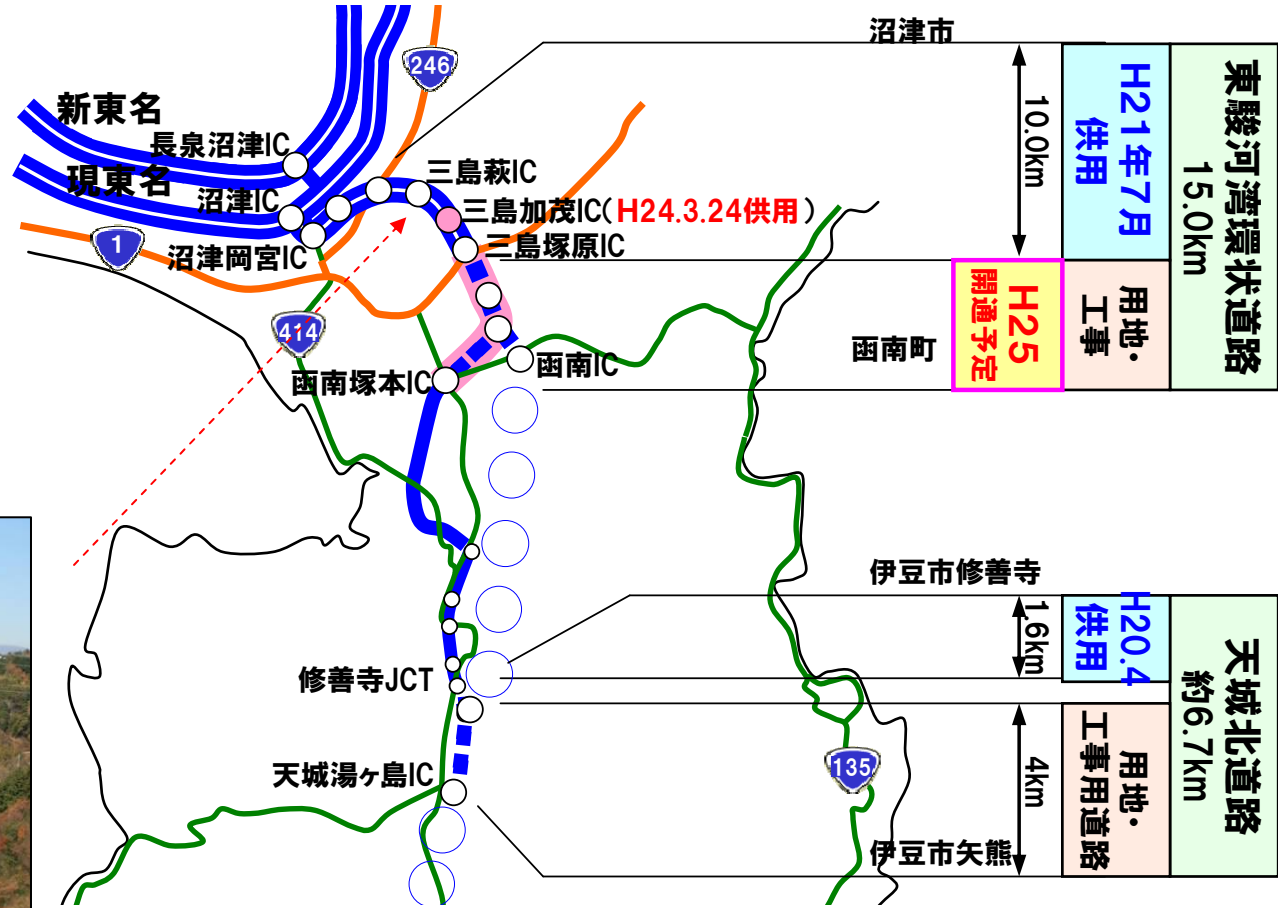 沼津市
246
新東名
長泉沼津IC
現東名
沼津IC
三島萩IC
三島加茂IC(H24.3.24供用)
三島塚原IC
1
沼津岡宮IC
414
函南IC
函南塚本IC
函南町
10.0km
H21年7月
供用
東駿河湾環状道路
15.0km
H25
開通予定
用地・
工事
伊豆市修善寺
1.6km
H20.4
供用
天城北道路
約6.7km
修善寺JCT
天城湯ヶ島IC
135
4km
用地・
工事用道路
伊豆市矢熊